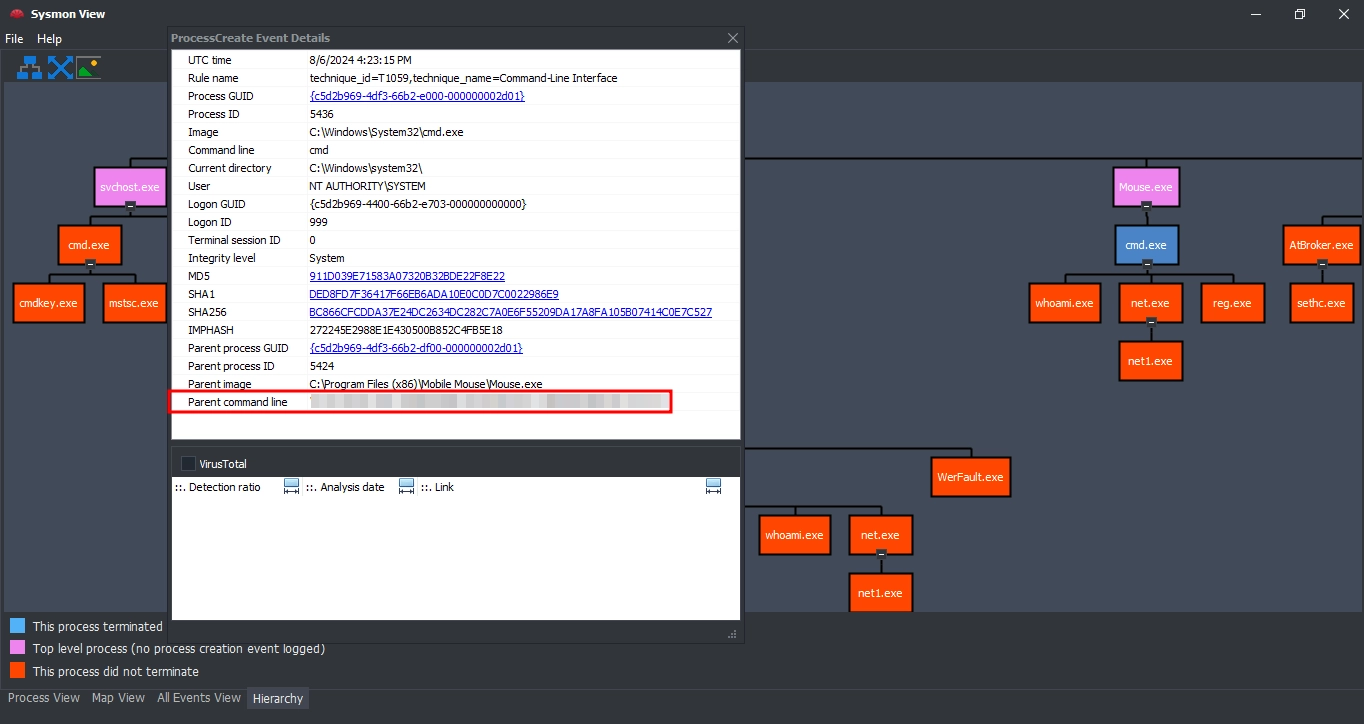 Sysmon View
File Help
ProcessCreate Event Details
UTC time 8/6/2024 4:23:15 PM
Rule name technique_id=T1059,technique_name=Command-Line Interface
Process GUID {c5d2b969-4df3-66b2-e000-000000002d01}
Process ID 5436
Image C:\Windows\System32\cmd.exe
Command line cmd
Current directory C:\Windows\system32\
User NT AUTHORITY\SYSTEM
Logon GUID {c5d2b969-4400-66b2-e703-000000000000}
Logon ID 999
Terminal session ID 0
Integrity level System
MD5 911D039E71583A07320B32BDE22F8E22
SHA1 DED8FD7F36417F66EB6ADA10E0C0D7C0022986E9
SHA256 BC866CFCDDA37E24DC2634DC282C7A0E6F55209DA17A8FA105B07414C0E7C527
IMPHASH 272245E2988E1E430500B852C4FB5E18
Parent process GUID {c5d2b969-4df3-66b2-df00-000000002d01}
Parent process ID 5424
Parent image C:\Program Files (x86)\Mobile Mouse\Mouse.exe
Parent command line
VirusTotal
::. Detection ratio ::. Analysis date ::. Link
svchost.exe
cmd.exe
cmdkey.exe mstsc.exe
Mouse.exe
cmd.exe AtBroker.exe
whoami.exe net.exe reg.exe sethc.exe
net1.exe
WerFault.exe
whoami.exe net.exe
net1.exe
This process terminated
Top level process (no process creation event logged)
This process did not terminate
Process View Map View All Events View Hierarchy